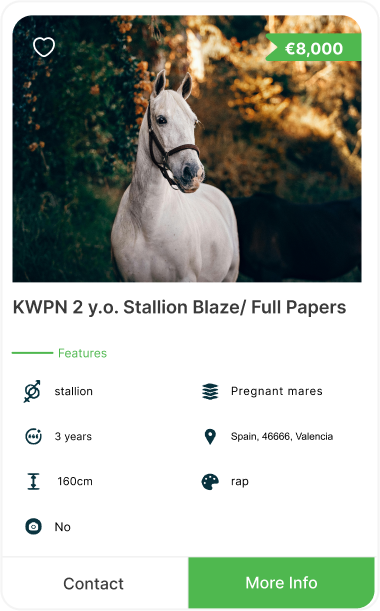 €8,000
KWPN 2 y.o. Stallion Blaze/ Full Papers
Features
stallion
Pregnant mares
3 years
Spain, 46666, Valencia
160cm
rap
No
Contact
More Info